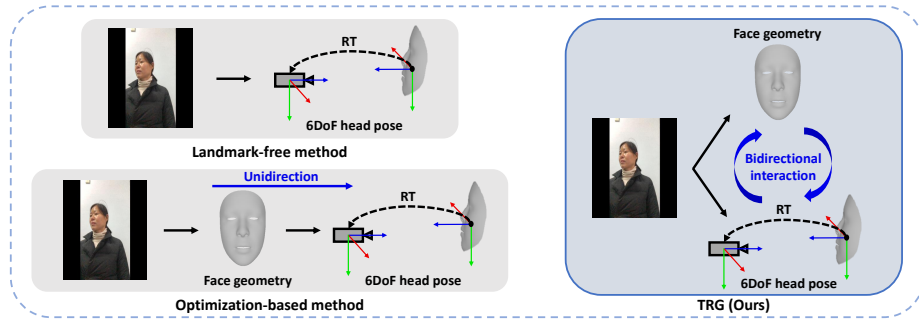 RT
6DoF head pose
Landmark-free method
Unidirection
RT
Face geometry
6DoF head pose
Optimization-based method
Face geometry
Bidirectional
interaction
RT
6DoF head pose
TRG (Ours)